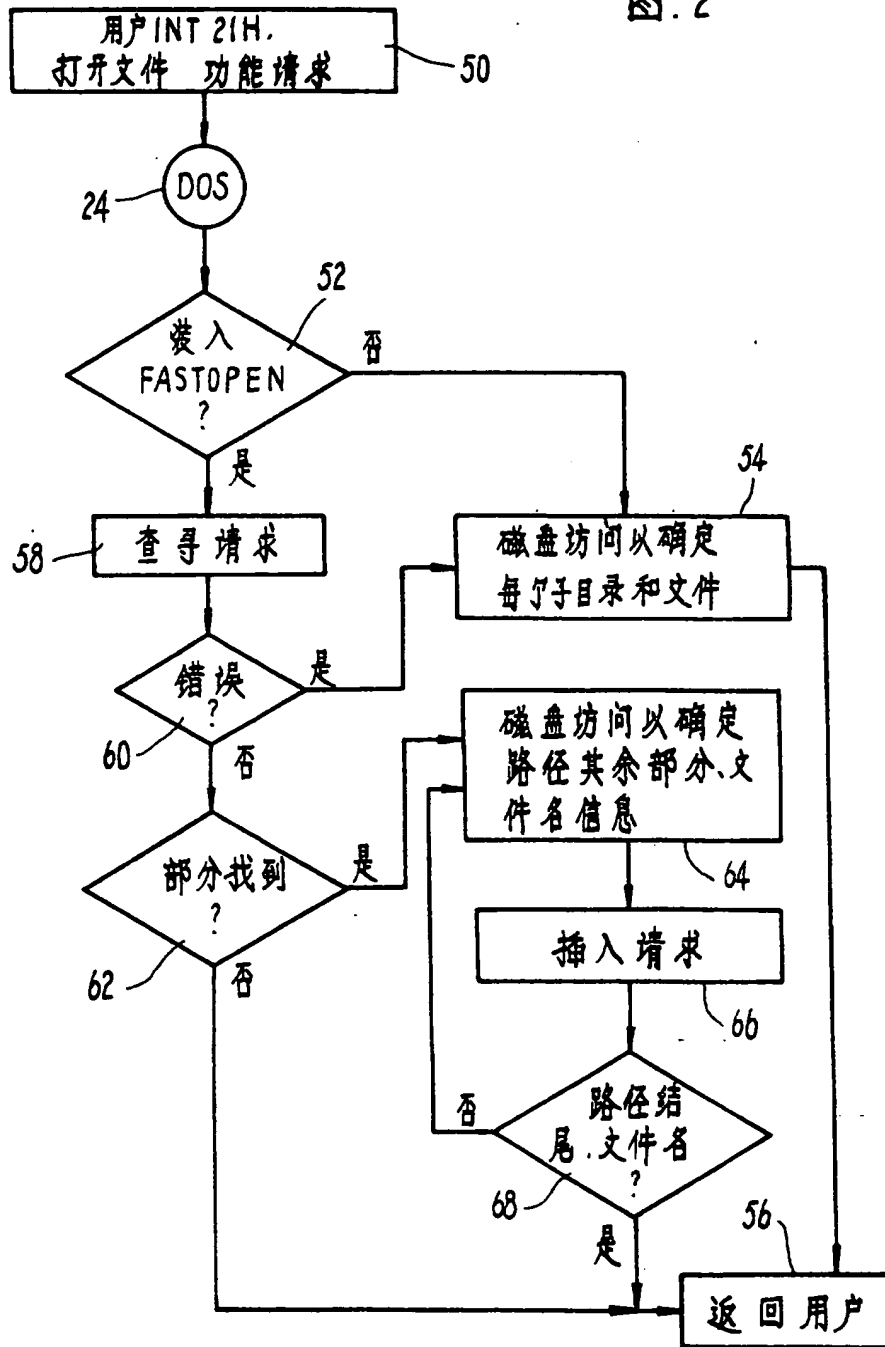 图.2
用户INT 21H.
打开文件 功能请求
50
DOS
24
52
装入
FASTOPEN
?
否
是
54
58
查寻请求
磁盘访问以确定
每个子目录和文件
错误
?
是
60
否
磁盘访问以确定
路径其余部分、文
件名信息
64
部分找到
?
是
62
否
插入请求
66
路径结
尾、文件名
?
否
68
是
56
返回用户